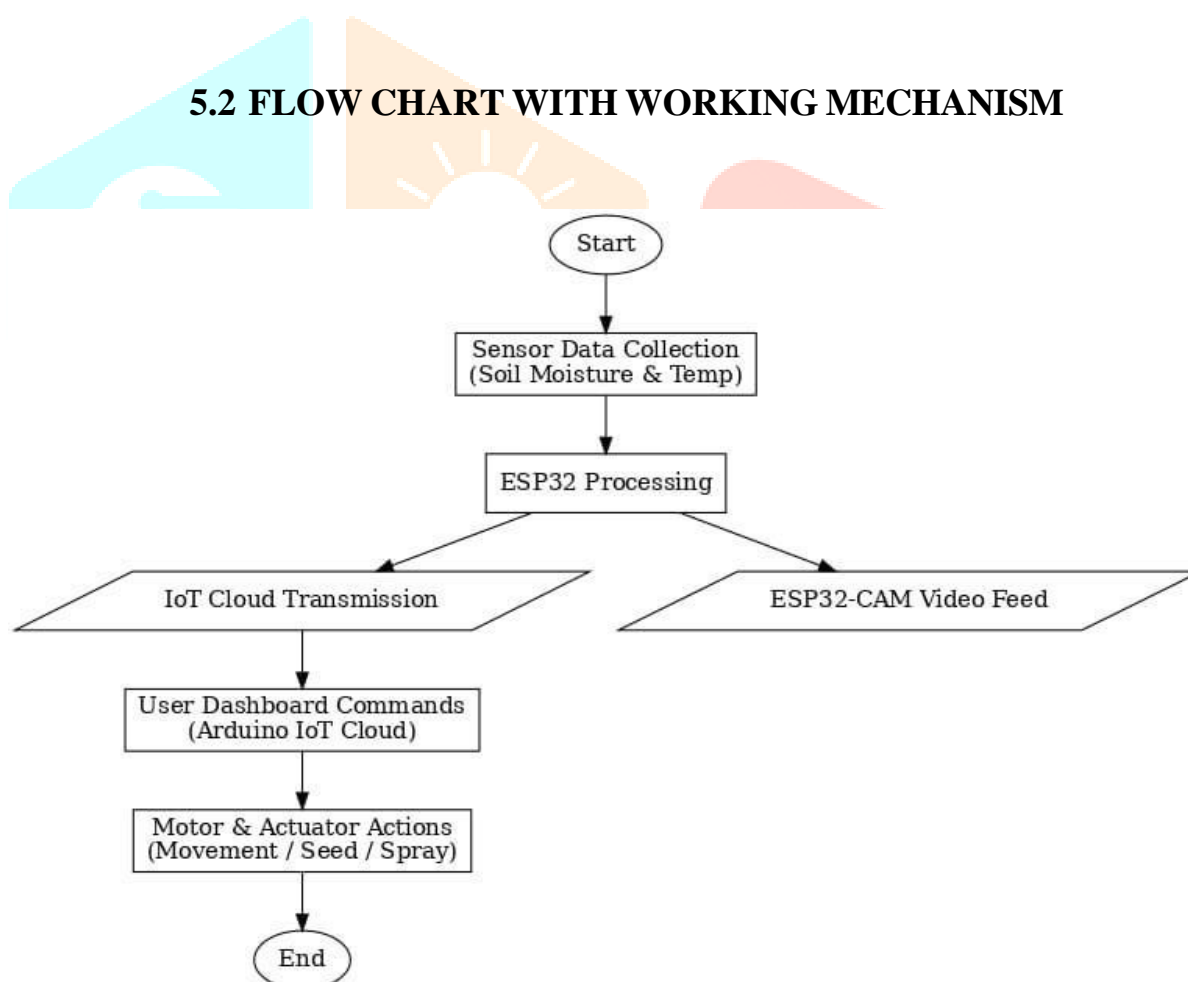 5.2 FLOW CHART WITH WORKING MECHANISM
Start
Sensor Data Collection
(Soil Moisture & Temp)
ESP32 Processing
IoT Cloud Transmission
ESP32-CAM Video Feed
User Dashboard Commands
(Arduino IoT Cloud)
Motor & Actuator Actions
(Movement / Seed / Spray)
End